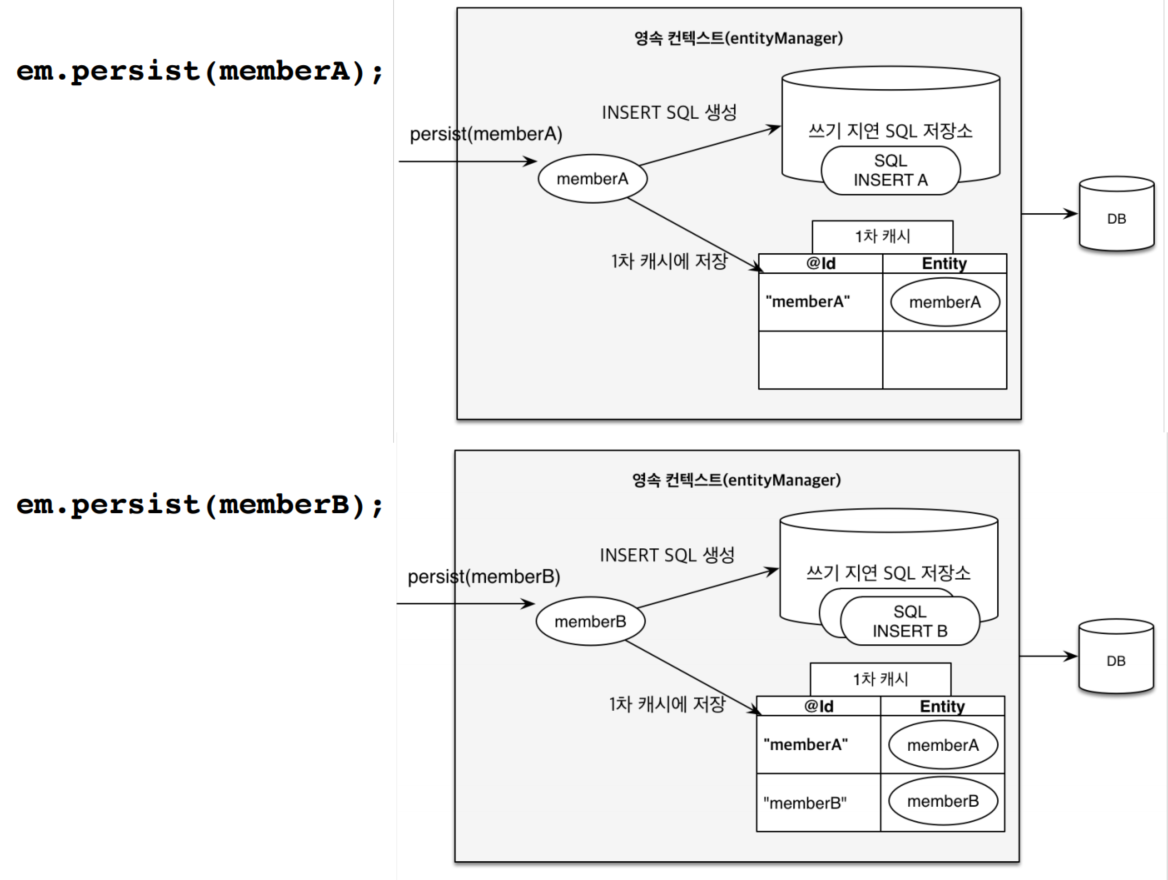 em.persist(memberA);
영속 컨텍스트(entityManager)
persist(memberA)
INSERT SQL 생성
쓰기 지연 SQL 저장소
SQL
INSERT A
memberA
1차 캐시에 저장
1차 캐시
@Id
Entity
"memberA"
memberA
DB
em.persist(memberB);
영속 컨텍스트(entityManager)
persist(memberB)
INSERT SQL 생성
쓰기 지연 SQL 저장소
SQL
INSERT B
memberB
1차 캐시에 저장
1차 캐시
@Id
Entity
"memberA"
memberA
"memberB"
memberB
DB